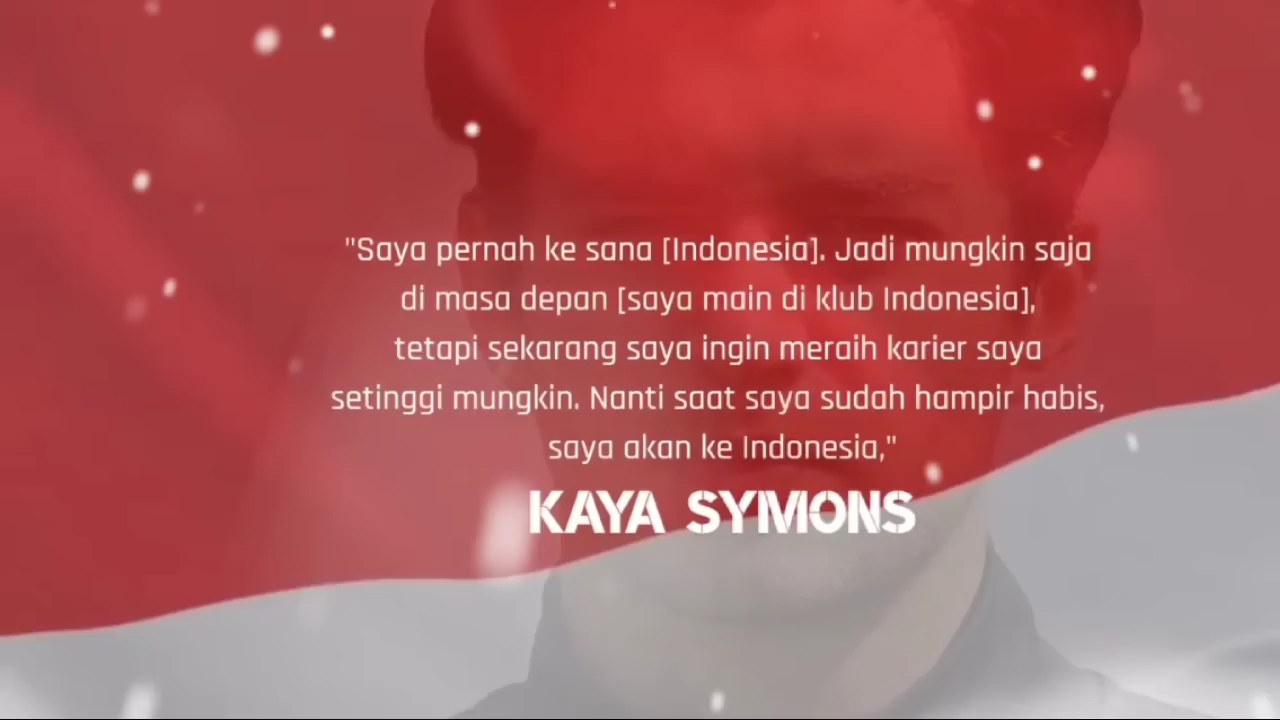 "Saya pernah ke sana [Indonesia]. Jadi mungkin saja
di masa depan [saya main di klub Indonesia],
tetapi sekarang saya ingin meraih karier saya
setinggi mungkin. Nanti saat saya sudah hampir habis,
saya akan ke Indonesia,"
KAYA SYMONS